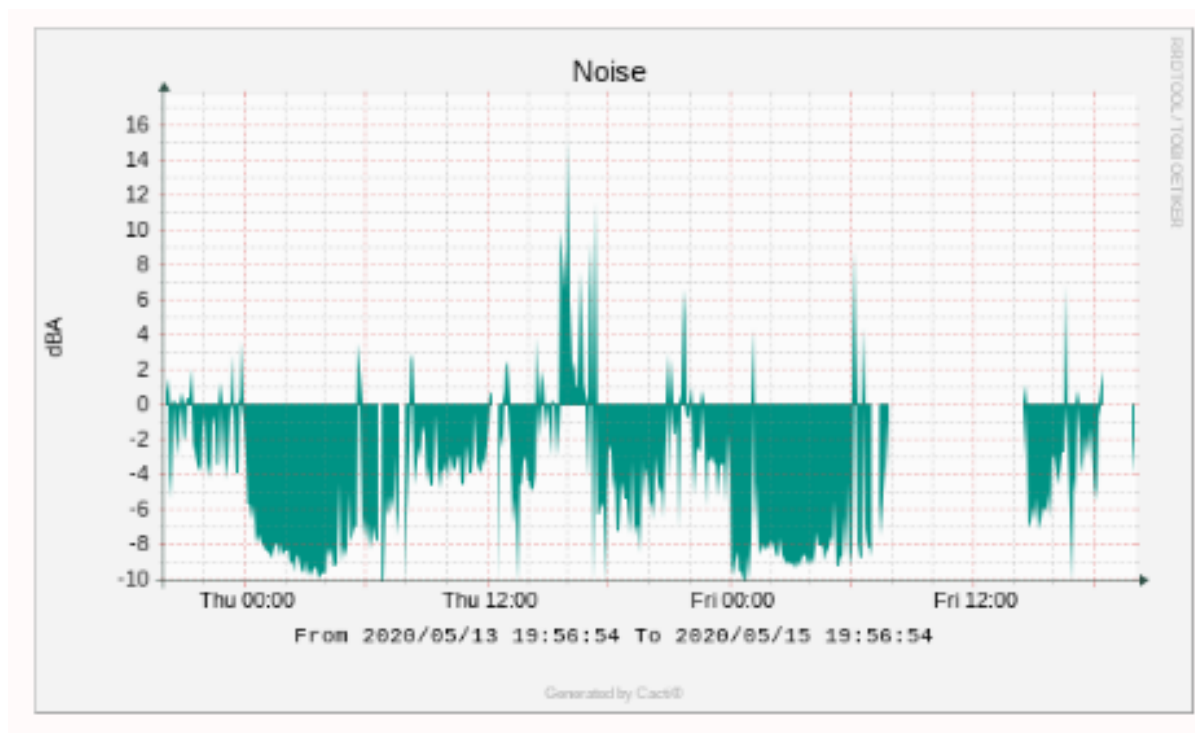 Noise
RRDTOOL / TOBI OETIKER
dBA
16
14
12
10
8
6
4
2
0
-2
-4
-6
-8
-10
Thu 00:00 Thu 12:00 Fri 00:00 Fri 12:00
From 2020/05/13 19:56:54 To 2020/05/15 19:56:54
Generated by Cacti®